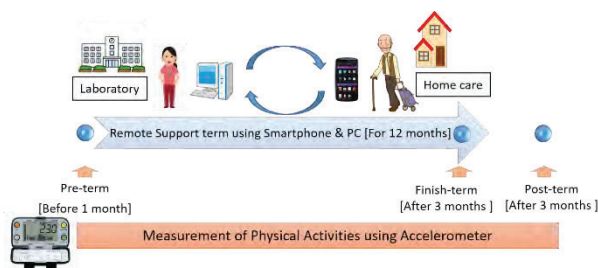 Laboratory
Home care
Remote Support term using Smartphone & PC [For 12 months]
Pre-term
[Before 1 month]
Finish-term
[After 3 months ]
Post-term
[After 3 months ]
230
Measurement of Physical Activities using Accelerometer